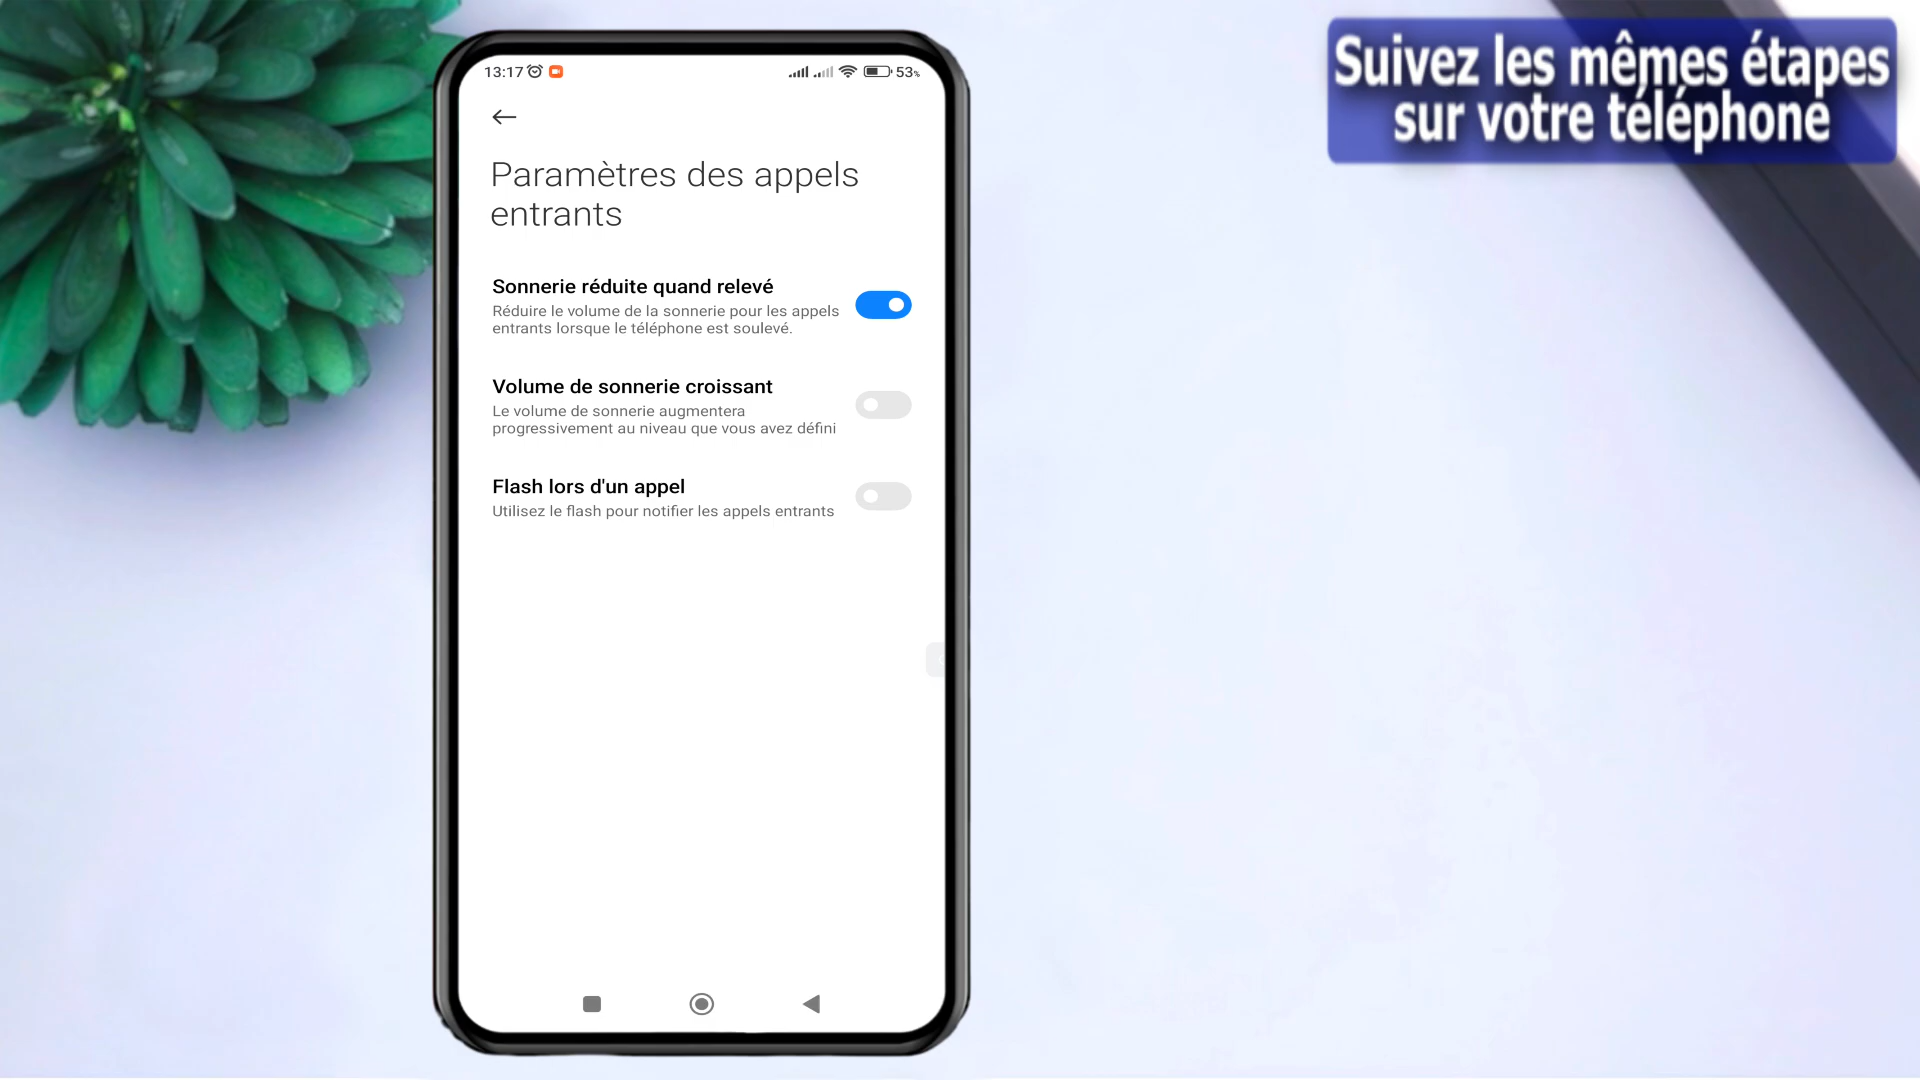 Suivez les mêmes étapes
sur votre téléphone
13:17
53%
Paramètres des appels
entrants
Sonnerie réduite quand relevé
Réduire le volume de la sonnerie pour les appels
entrants lorsque le téléphone est soulevé.
Volume de sonnerie croissant
Le volume de sonnerie augmentera
progressivement au niveau que vous avez défini
Flash lors d'un appel
Utilisez le flash pour notifier les appels entrants